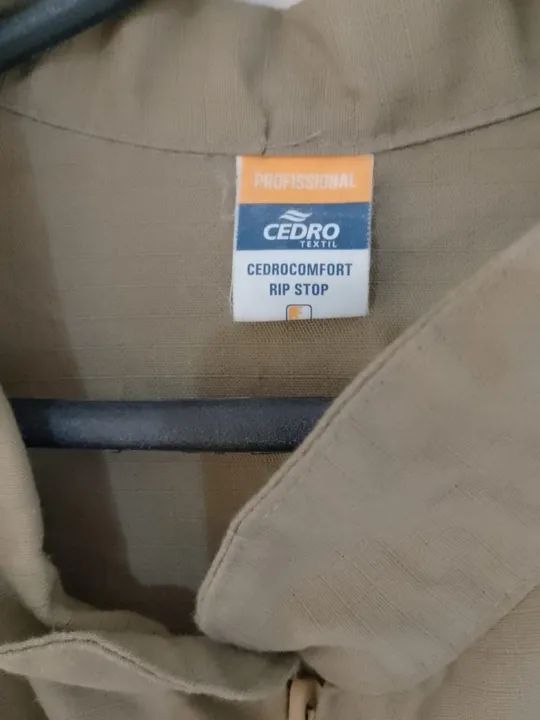 PROFISSIONAL
CEDRO
TEXTIL
CEDROCOMFORT
RIP STOP